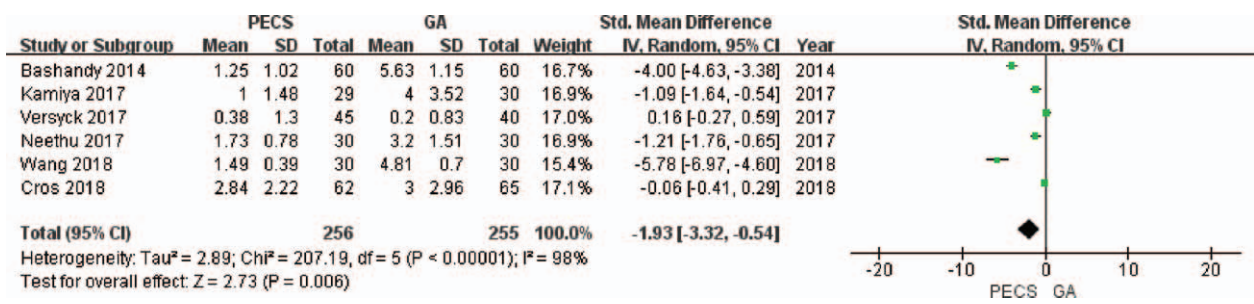 PECS GA Std. Mean Difference Std. Mean Difference
Study or Subgroup Mean SD Total Mean SD Total Weight IV, Random, 95% CI Year IV, Random, 95% CI
Bashandy 2014 1.25 1.02 60 5.63 1.15 60 16.7% -4.00 [-4.63, -3.38] 2014
Kamiya 2017 1 1.48 29 4 3.52 30 16.9% -1.09 [-1.64, -0.54] 2017
Versyck 2017 0.38 1.3 45 0.2 0.83 40 17.0% 0.16 [-0.27, 0.59] 2017
Neethu 2017 1.73 0.78 30 3.2 1.51 30 16.9% -1.21 [-1.76, -0.65] 2017
Wang 2018 1.49 0.39 30 4.81 0.7 30 15.4% -5.78 [-6.97, -4.60] 2018
Cros 2018 2.84 2.22 62 3 2.96 65 17.1% -0.06 [-0.41, 0.29] 2018
Total (95% CI) 256 255 100.0% -1.93 [-3.32, -0.54]
Heterogeneity: Tau² = 2.89; Chi² = 207.19, df = 5 (P < 0.00001); I² = 98%
Test for overall effect: Z = 2.73 (P = 0.006)
-20 -10 0 10 20
PECS GA